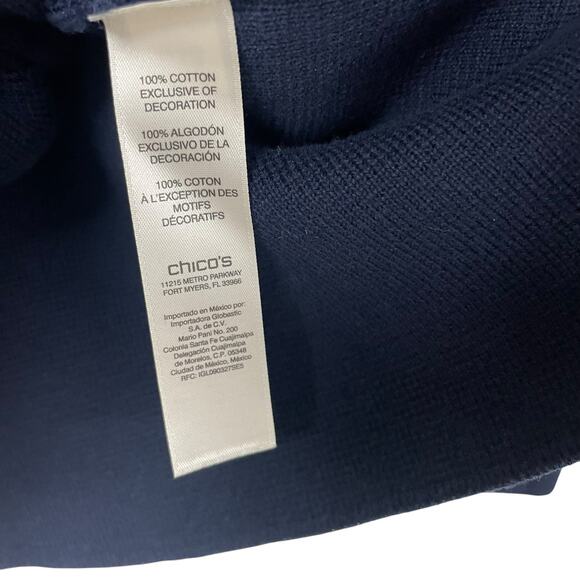 100% COTTON
EXCLUSIVE OF
DECORATION
100% ALGODÓN
EXCLUSIVO DE LA
DECORACIÓN
100% COTON
À L'EXCEPTION DES
MOTIFS
DÉCORATIFS
chico's
11215 METRO PARKWAY
FORT MYERS, FL 33966
Importado en México por:
Importadora Globastic
S.A. de C.V.
Mario Pani No. 200
Colonia Santa Fe Cuajimalpa
Delegación Cuajimalpa
de Morelos, C.P. 05348
Ciudad de México, México
RFC: IGL090327SE5